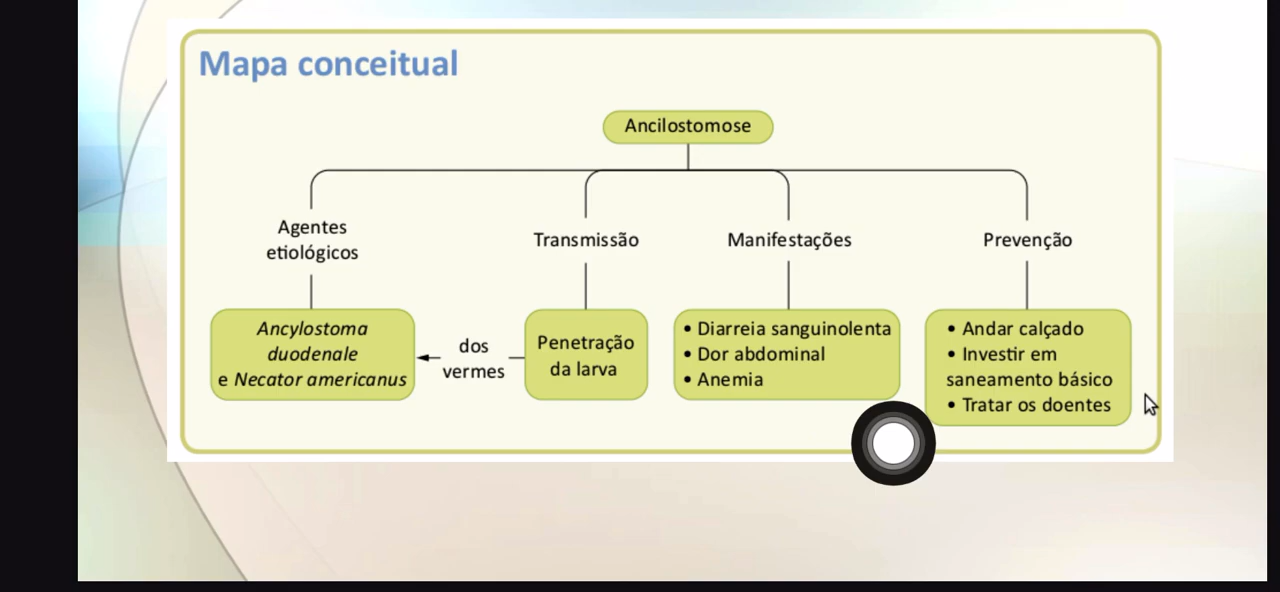 Mapa conceitual
Ancilostomose
Agentes
etiológicos
Transmissão
Manifestações
Prevenção
Ancylostoma
duodenale
e Necator americanus
dos
vermes
Penetração
da larva
• Diarreia sanguinolenta
• Dor abdominal
• Anemia
• Andar calçado
• Investir em
saneamento básico
• Tratar os doentes